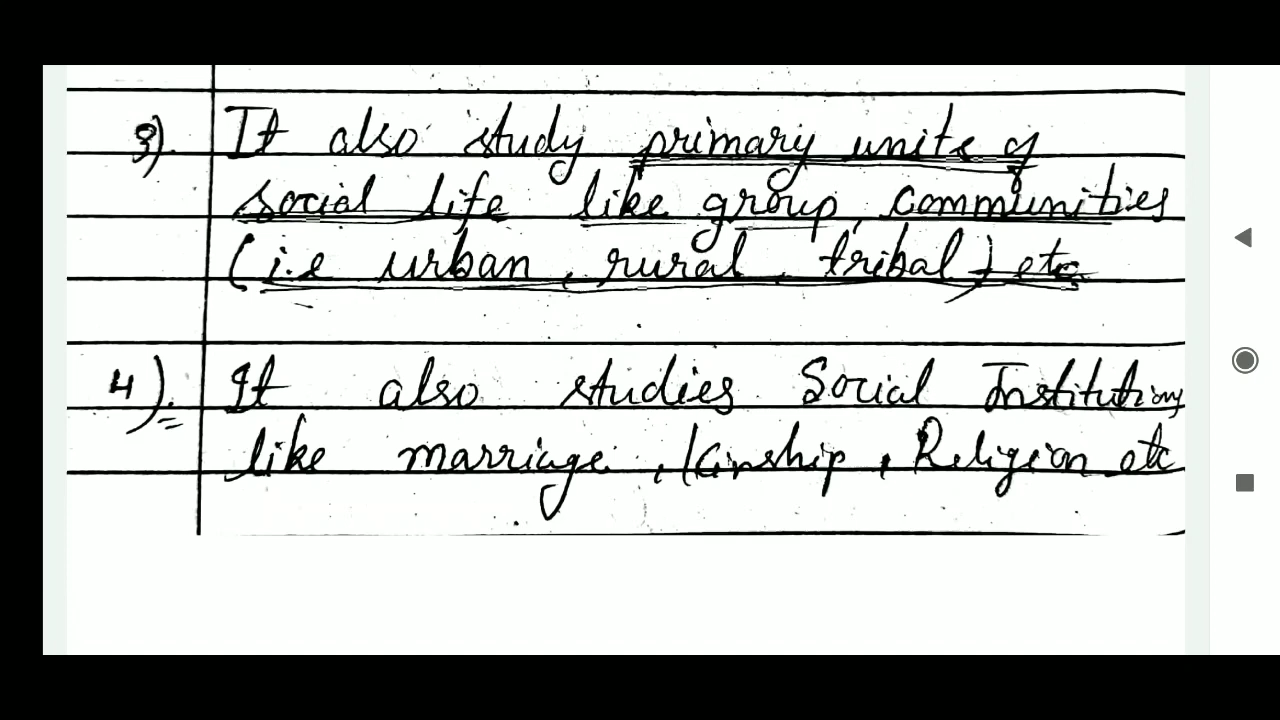 3). It also study primary units of
social life like group, communities
(i.e urban, rural, tribal) etc
4). It also studies Social Institutions
like marriage, Kinship, Religion etc